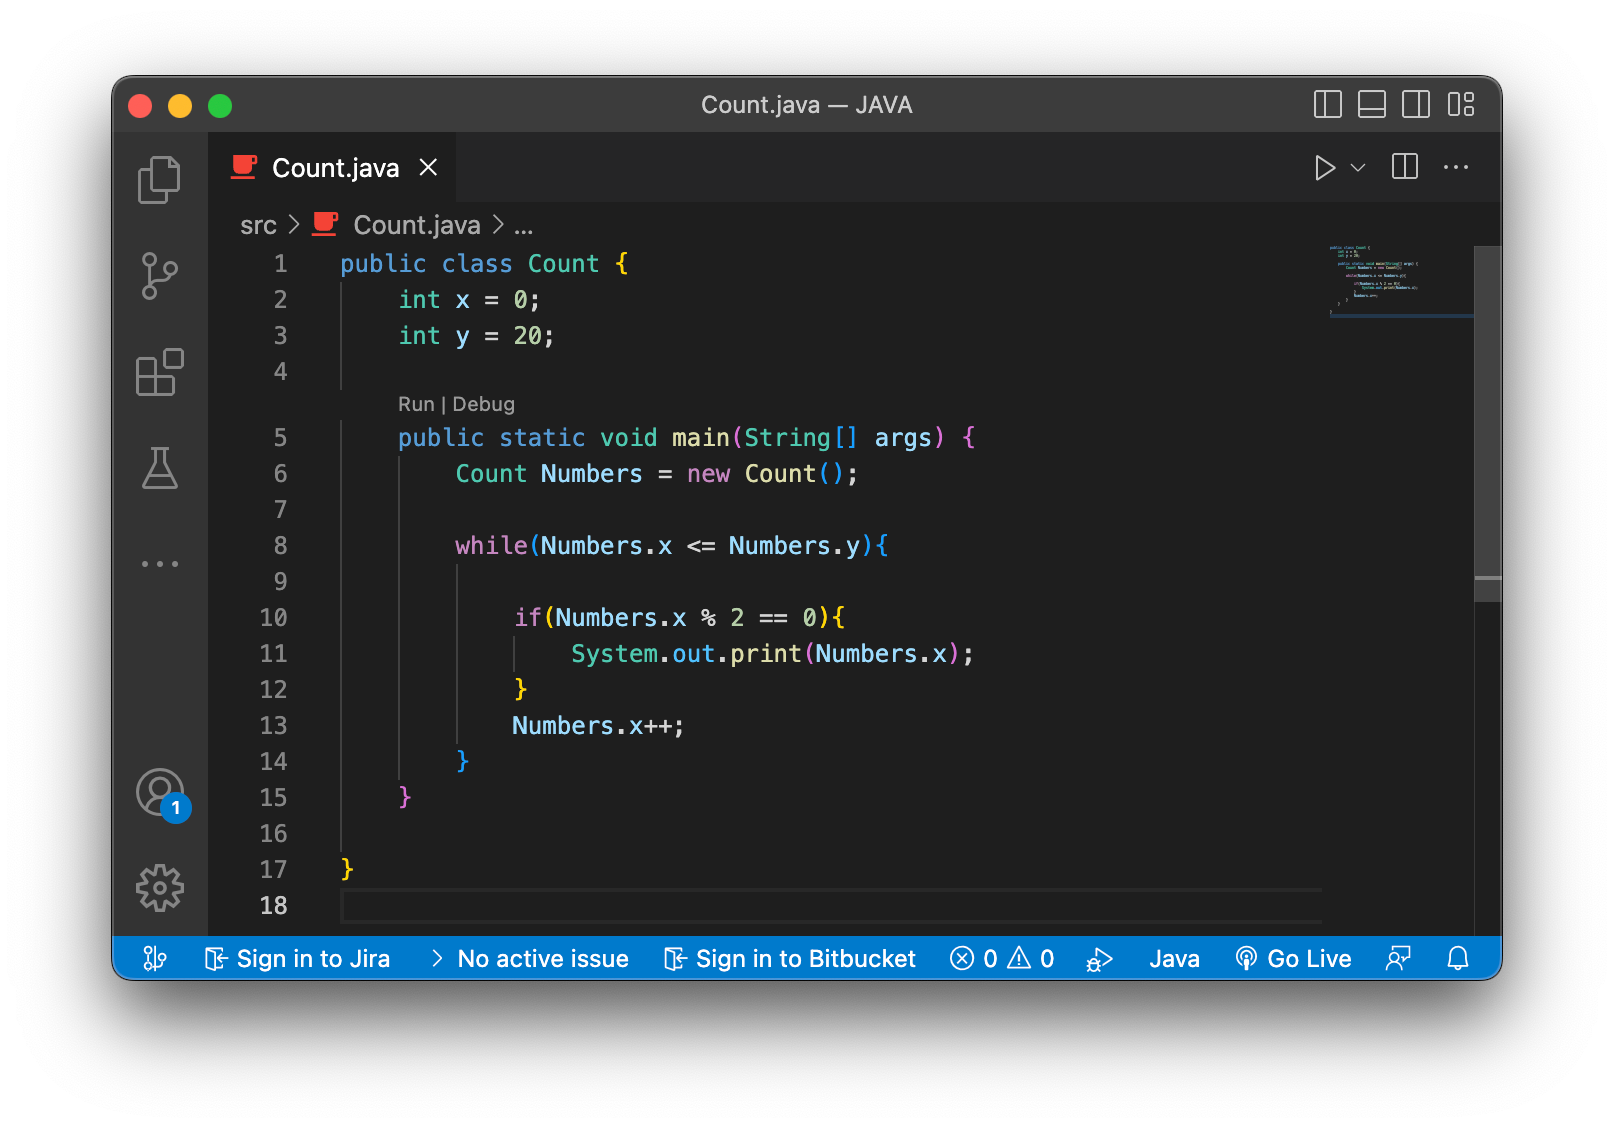 Count.java — JAVA
Count.java
src > Count.java > ...
1 public class Count {
2     int x = 0;
3     int y = 20;
4
Run | Debug
5     public static void main(String[] args) {
6         Count Numbers = new Count();
7
8         while(Numbers.x <= Numbers.y){
9
10             if(Numbers.x % 2 == 0){
11                 System.out.print(Numbers.x);
12             }
13             Numbers.x++;
14         }
15     }
16
17 }
18
1
Sign in to Jira > No active issue Sign in to Bitbucket 0 0 Java Go Live